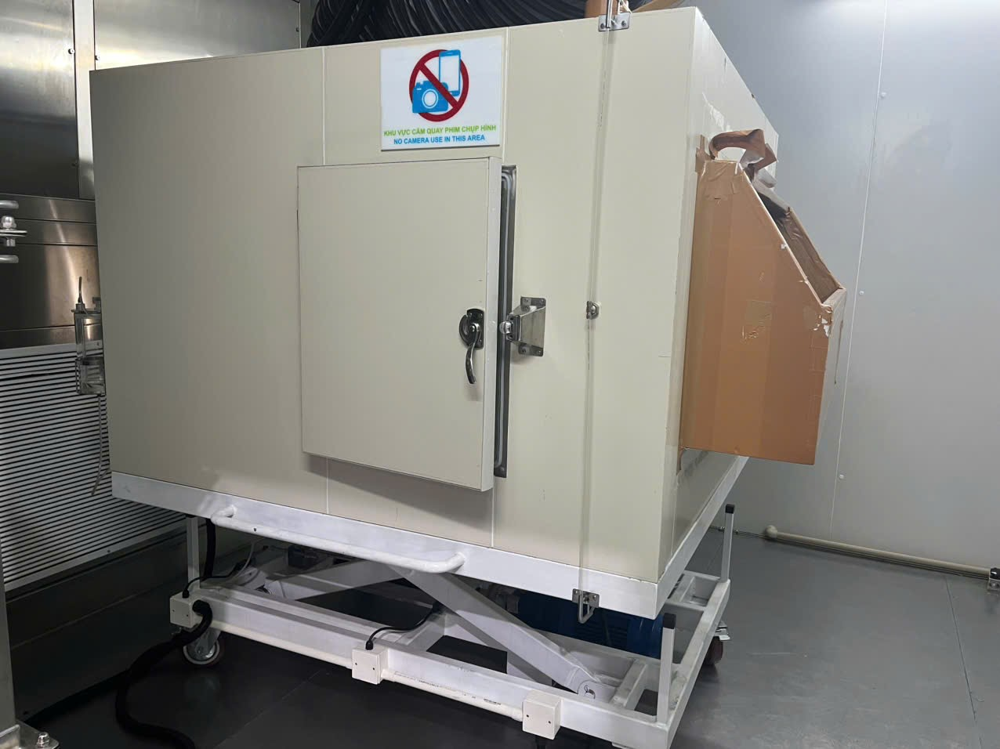 KHU VỰC CẤM QUAY PHIM CHỤP HÌNH
NO CAMERA USE IN THIS AREA